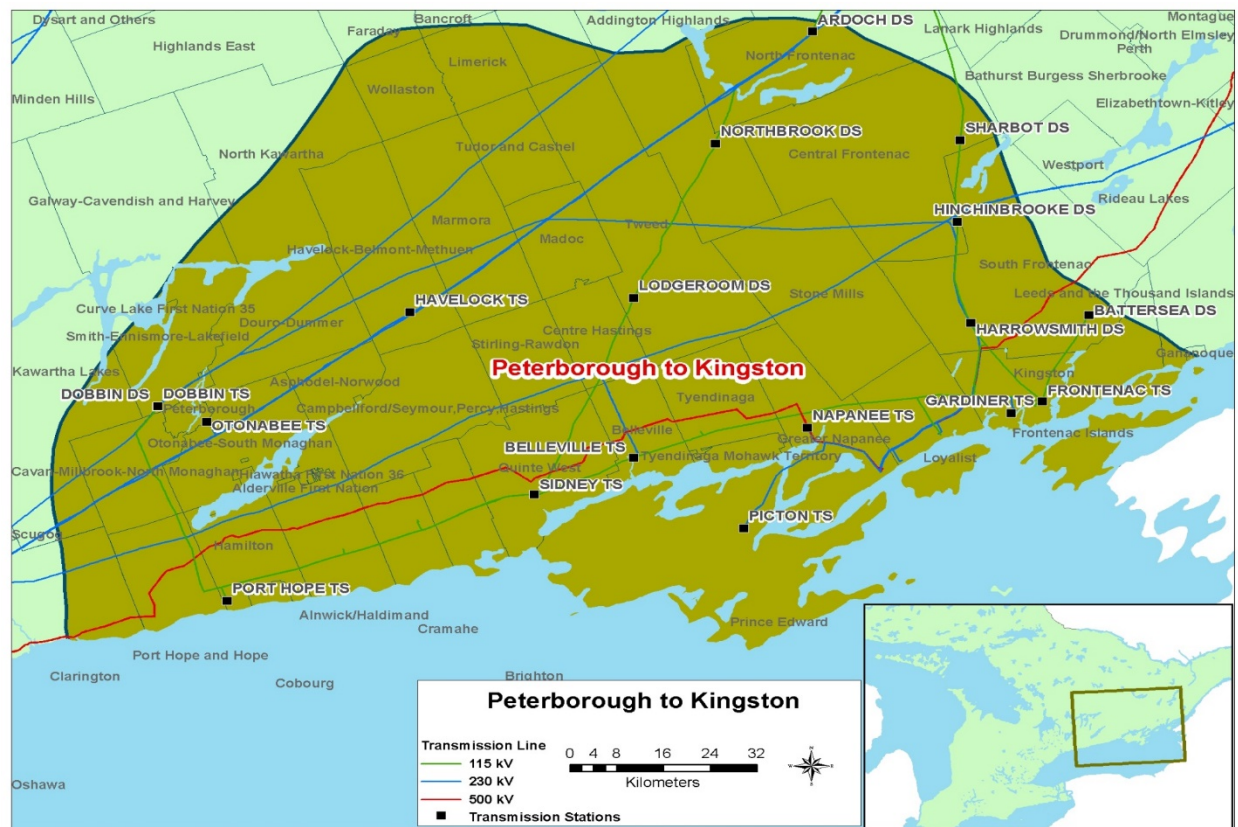 Dysart and Others
Bancroft
Faraday
Addington Highlands
ARDOCH DS
Lanark Highlands
Montague
Drummond/North Elmsley
Perth
Highlands East
Limerick
North Frontenac
Bathurst Burgess Sherbrooke
Minden Hills
Wollaston
Elizabethtown-Kitley
NORTHBROOK DS
SHARBOT DS
North Kawartha
Tudor and Cashel
Central Frontenac
Westport
Galway-Cavendish and Harvey
Rideau Lakes
Marmora
Tweed
HINCHINBROOKE DS
Havelock-Belmont-Methuen
Madoc
South Frontenac
Stone Mills
Leeds and the Thousand Islands
LODGEROOM DS
HAVELOCK TS
Curve Lake First Nation 35
BATTERSEA DS
Douro-Dummer
Centre Hastings
HARROWSMITH DS
Smith-Ennismore-Lakefield
Stirling-Rawdon
Gananoque
Kawartha Lakes
Peterborough to Kingston
Kingston
Asphodel-Norwood
DOBBIN DS
DOBBIN TS
Tyendinaga
FRONTENAC TS
GARDINER TS
Peterborough
Campbellford/Seymour,Percy,Hastings
NAPANEE TS
OTONABEE TS
Belleville
Frontenac Islands
Otonabee-South Monaghan
Greater Napanee
BELLEVILLE TS
Tyendinaga Mohawk Territory
Loyalist
Cavan-Millbrook-North Monaghan
Hiawatha First Nation 36
Quinte West
Alderville First Nation
SIDNEY TS
PICTON TS
Scugog
Hamilton
PORT HOPE TS
Alnwick/Haldimand
Cramahe
Prince Edward
Port Hope and Hope
Clarington
Cobourg
Brighton
Oshawa
Peterborough to Kingston
Transmission Line
115 kV
230 kV
500 kV
Transmission Stations
0 4 8 16 24 32
Kilometers
N
W E
S